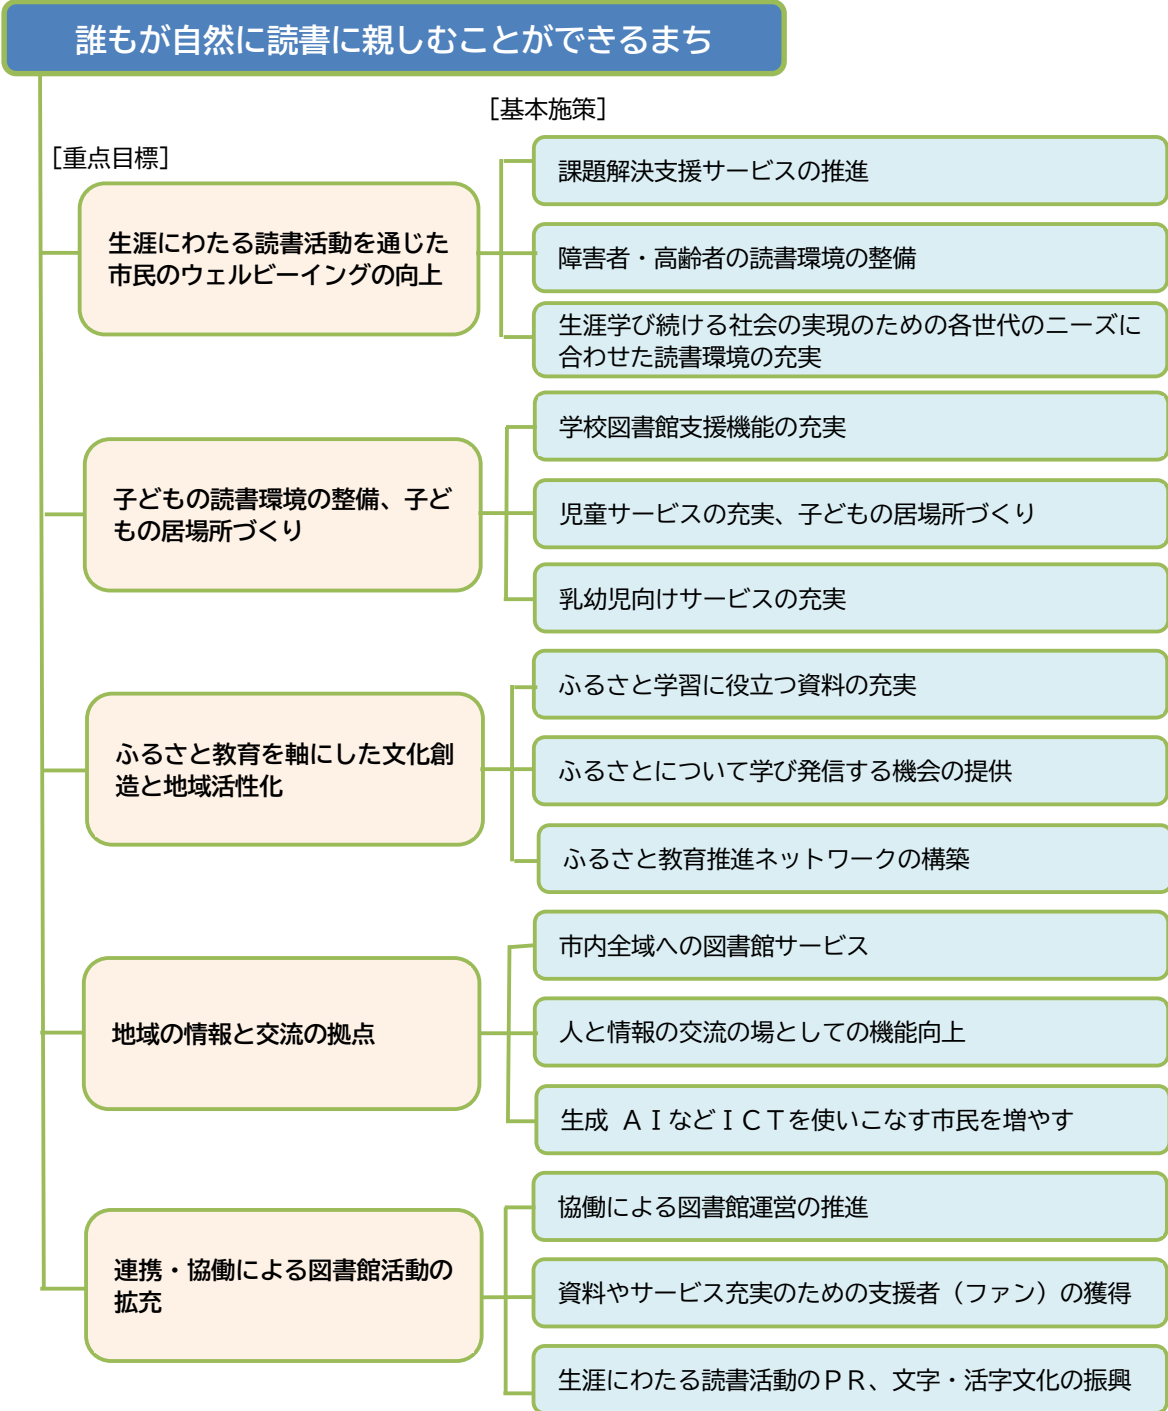 誰もが自然に読書に親しむことができるまち
［基本施策］
［重点目標］
生涯にわたる読書活動を通じた
市民のウェルビーイングの向上
課題解決支援サービスの推進
障害者・高齢者の読書環境の整備
生涯学び続ける社会の実現のための各世代のニーズに
合わせた読書環境の充実
子どもの読書環境の整備、子ど
もの居場所づくり
学校図書館支援機能の充実
児童サービスの充実、子どもの居場所づくり
乳幼児向けサービスの充実
ふるさと教育を軸にした文化創
造と地域活性化
ふるさと学習に役立つ資料の充実
ふるさとについて学び発信する機会の提供
ふるさと教育推進ネットワークの構築
地域の情報と交流の拠点
市内全域への図書館サービス
人と情報の交流の場としての機能向上
生成 ＡＩなどＩＣＴを使いこなす市民を増やす
連携・協働による図書館活動の
拡充
協働による図書館運営の推進
資料やサービス充実のための支援者（ファン）の獲得
生涯にわたる読書活動のＰＲ、文字・活字文化の振興